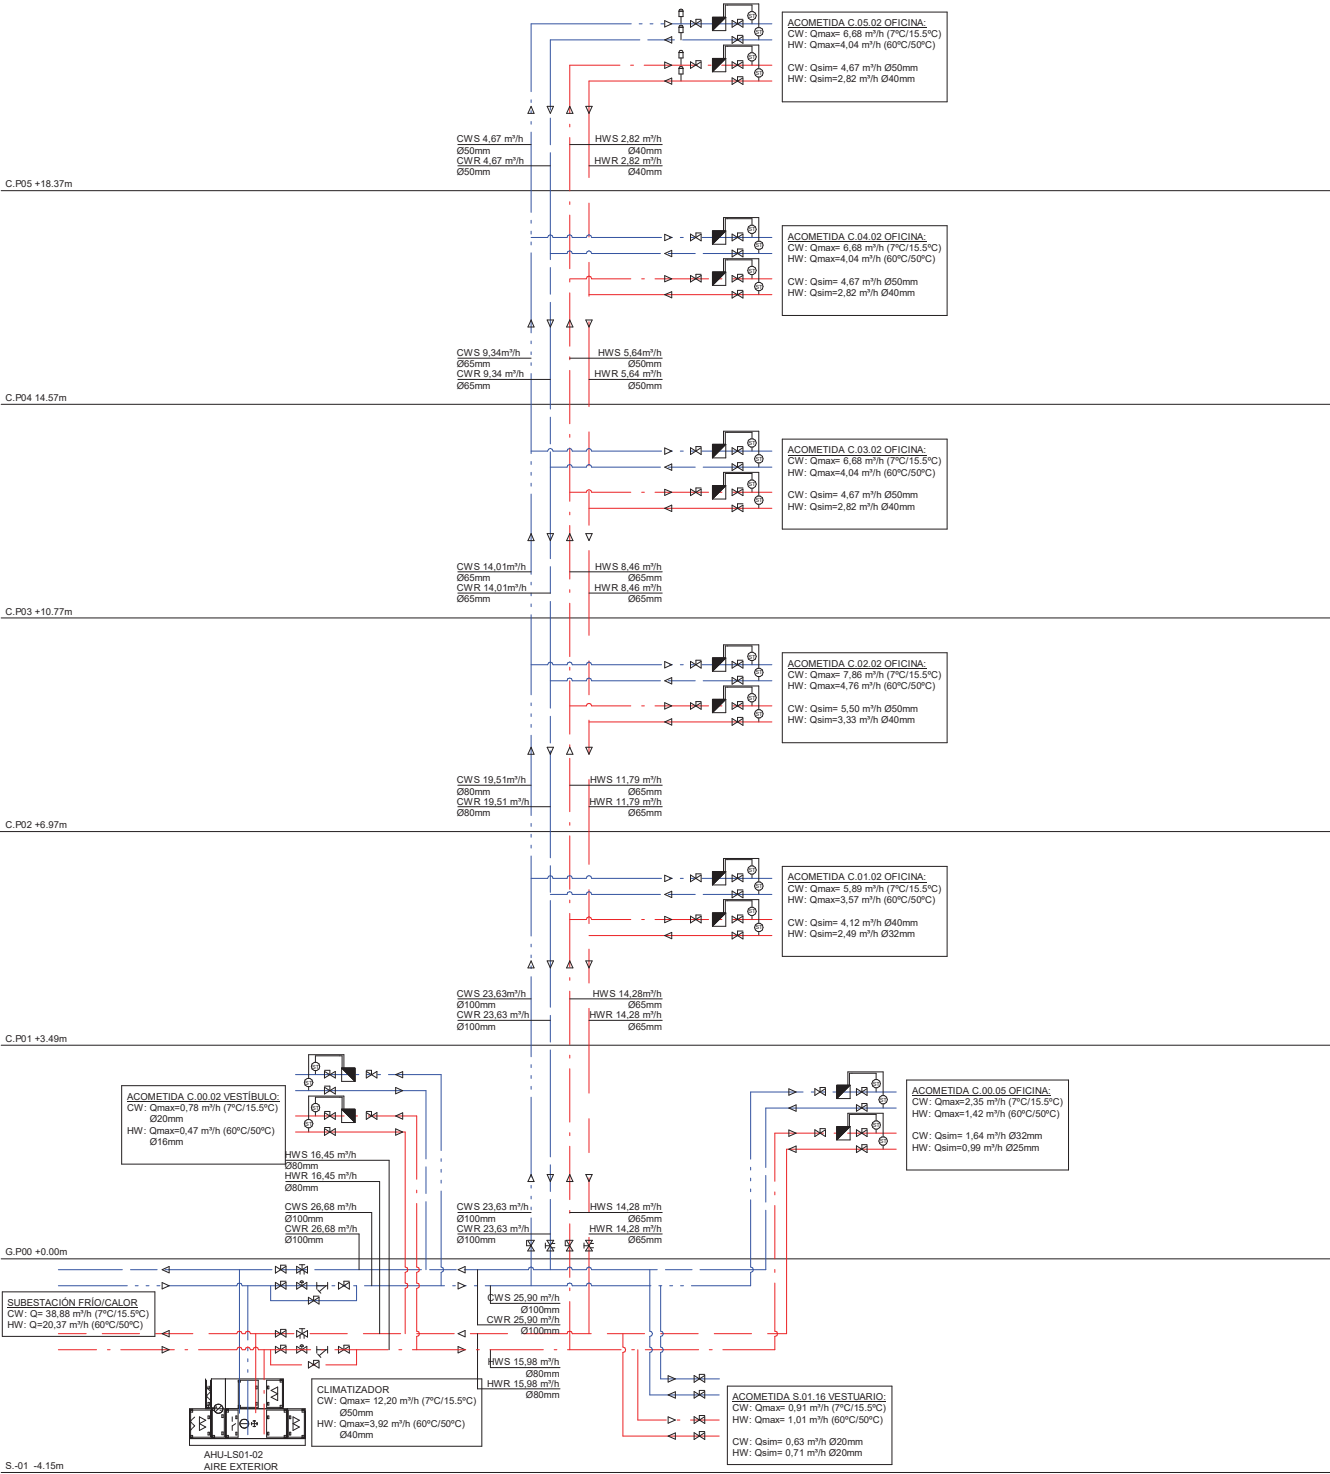 ACOMETIDA C.05.02 OFICINA:
CW: Qmax= 6,68 m³/h (7ºC/15.5ºC)
HW: Qmax=4,04 m³/h (60ºC/50ºC)
CW: Qsim= 4,67 m³/h Ø50mm
HW: Qsim=2,82 m³/h Ø40mm
CWS 4,67 m³/h
Ø50mm
CWR 4,67 m³/h
Ø50mm
HWS 2,82 m³/h
Ø40mm
HWR 2,82 m³/h
Ø40mm
C.P05 +18.37m
ACOMETIDA C.04.02 OFICINA:
CW: Qmax= 6,68 m³/h (7ºC/15.5ºC)
HW: Qmax=4,04 m³/h (60ºC/50ºC)
CW: Qsim= 4,67 m³/h Ø50mm
HW: Qsim=2,82 m³/h Ø40mm
CWS 9,34m³/h
Ø65mm
CWR 9,34 m³/h
Ø65mm
HWS 5,64m³/h
Ø50mm
HWR 5,64 m³/h
Ø50mm
C.P04 14.57m
ACOMETIDA C.03.02 OFICINA:
CW: Qmax= 6,68 m³/h (7ºC/15.5ºC)
HW: Qmax=4,04 m³/h (60ºC/50ºC)
CW: Qsim= 4,67 m³/h Ø50mm
HW: Qsim=2,82 m³/h Ø40mm
CWS 14,01m³/h
Ø65mm
CWR 14,01m³/h
Ø65mm
HWS 8,46 m³/h
Ø65mm
HWR 8,46 m³/h
Ø65mm
C.P03 +10.77m
ACOMETIDA C.02.02 OFICINA:
CW: Qmax= 7,86 m³/h (7ºC/15.5ºC)
HW: Qmax=4,76 m³/h (60ºC/50ºC)
CW: Qsim= 5,50 m³/h Ø50mm
HW: Qsim=3,33 m³/h Ø40mm
CWS 19,51m³/h
Ø80mm
CWR 19,51 m³/h
Ø80mm
HWS 11,79 m³/h
Ø65mm
HWR 11,79 m³/h
Ø65mm
C.P02 +6.97m
ACOMETIDA C.01.02 OFICINA:
CW: Qmax= 5,89 m³/h (7ºC/15.5ºC)
HW: Qmax=3,57 m³/h (60ºC/50ºC)
CW: Qsim= 4,12 m³/h Ø40mm
HW: Qsim=2,49 m³/h Ø32mm
CWS 23,63m³/h
Ø100mm
CWR 23,63 m³/h
Ø100mm
HWS 14,28m³/h
Ø65mm
HWR 14,28 m³/h
Ø65mm
C.P01 +3.49m
ACOMETIDA C.00.02 VESTÍBULO:
CW: Qmax=0,78 m³/h (7ºC/15.5ºC)
Ø20mm
HW: Qmax=0,47 m³/h (60ºC/50ºC)
Ø16mm
ACOMETIDA C.00.05 OFICINA:
CW: Qmax=2,35 m³/h (7ºC/15.5ºC)
HW: Qmax=1,42 m³/h (60ºC/50ºC)
CW: Qsim= 1,64 m³/h Ø32mm
HW: Qsim=0,99 m³/h Ø25mm
HWS 16,45 m³/h
Ø80mm
HWR 16,45 m³/h
Ø80mm
CWS 26,68 m³/h
Ø100mm
CWR 26,68 m³/h
Ø100mm
CWS 23,63 m³/h
Ø100mm
CWR 23,63 m³/h
Ø100mm
HWS 14,28 m³/h
Ø65mm
HWR 14,28 m³/h
Ø65mm
G.P00 +0.00m
SUBESTACIÓN FRÍO/CALOR
CW: Q= 38,88 m³/h (7ºC/15.5ºC)
HW: Q=20,37 m³/h (60ºC/50ºC)
CWS 25,90 m³/h
Ø100mm
CWR 25,90 m³/h
Ø100mm
HWS 15,98 m³/h
Ø80mm
HWR 15,98 m³/h
Ø80mm
CLIMATIZADOR
CW: Qmax= 12,20 m³/h (7ºC/15.5ºC)
Ø50mm
HW: Qmax=3,92 m³/h (60ºC/50ºC)
Ø40mm
ACOMETIDA S.01.16 VESTUARIO:
CW: Qmax= 0,91 m³/h (7ºC/15.5ºC)
HW: Qmax= 1,01 m³/h (60ºC/50ºC)
CW: Qsim= 0,63 m³/h Ø20mm
HW: Qsim= 0,71 m³/h Ø20mm
AHU-LS01-02
AIRE EXTERIOR
S.-01 -4.15m